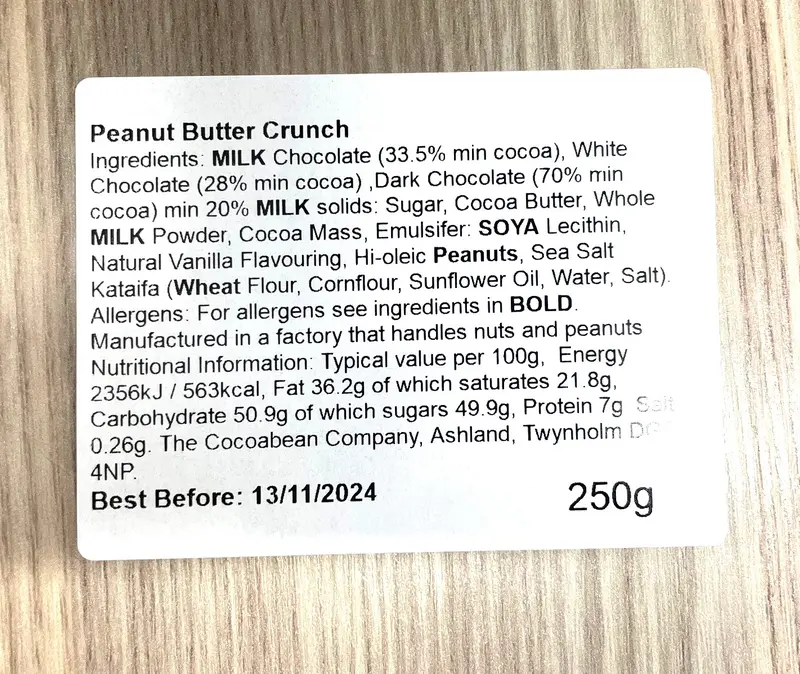 Peanut Butter Crunch
Ingredients: MILK Chocolate (33.5% min cocoa), White
Chocolate (28% min cocoa) ,Dark Chocolate (70% min
cocoa) min 20% MILK solids: Sugar, Cocoa Butter, Whole
MILK Powder, Cocoa Mass, Emulsifer: SOYA Lecithin,
Natural Vanilla Flavouring, Hi-oleic Peanuts, Sea Salt
Kataifa (Wheat Flour, Cornflour, Sunflower Oil, Water, Salt).
Allergens: For allergens see ingredients in BOLD.
Manufactured in a factory that handles nuts and peanuts
Nutritional Information: Typical value per 100g, Energy
2356kJ / 563kcal, Fat 36.2g of which saturates 21.8g,
Carbohydrate 50.9g of which sugars 49.9g, Protein 7g Salt
0.26g. The Cocoabean Company, Ashland, Twynholm
4NP.
Best Before: 13/11/2024
250g